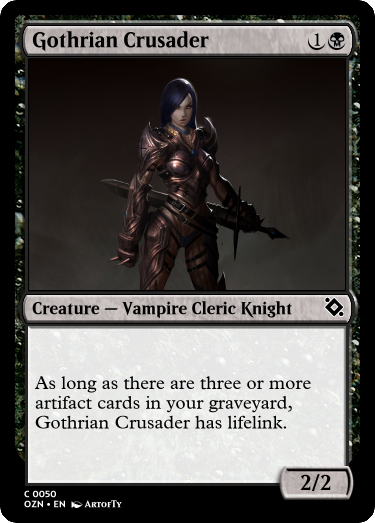 Gothrian Crusader 1
Creature — Vampire Cleric Knight
As long as there are three or more
artifact cards in your graveyard,
Gothrian Crusader has lifelink.
2/2
C 0050
OZN • EN ArtofTy